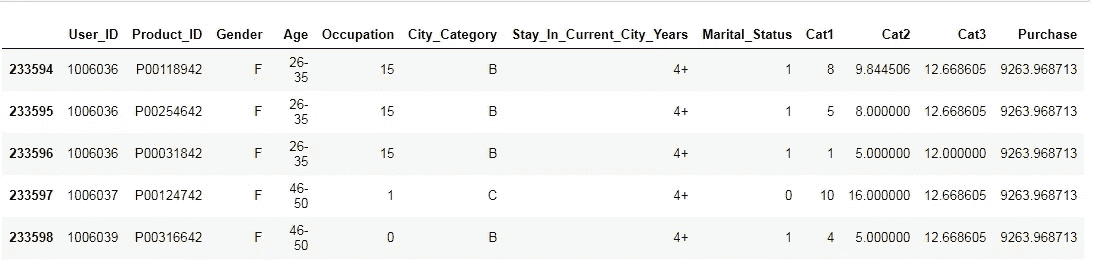 User_ID Product_ID Gender Age Occupation City_Category Stay_In_Current_City_Years Marital_Status Cat1 Cat2 Cat3 Purchase
233594 1006036 P00118942 F 26-35 15 B 4+ 1 8 9.844506 12.668605 9263.968713
233595 1006036 P00254642 F 26-35 15 B 4+ 1 5 8.000000 12.668605 9263.968713
233596 1006036 P00031842 F 26-35 15 B 4+ 1 1 5.000000 12.000000 9263.968713
233597 1006037 P00124742 F 46-50 1 C 4+ 0 10 16.000000 12.668605 9263.968713
233598 1006039 P00316642 F 46-50 0 B 4+ 1 4 5.000000 12.668605 9263.968713